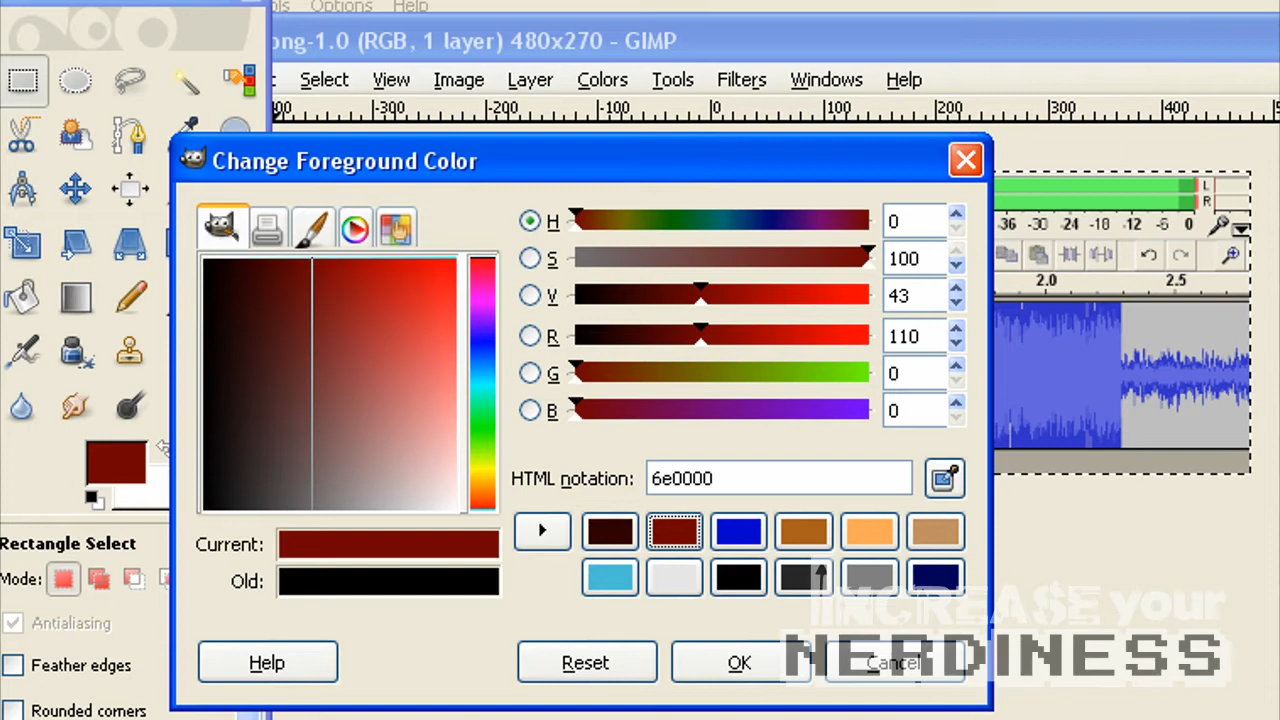 ols Options Help
ong-1.0 (RGB, 1 layer) 480x270 – GIMP
Select View Image Layer Colors Tools Filters Windows Help
-300 -200 -100 0 100 200 300 400
Change Foreground Color
L
R
-36 -30 -24 -18 -12 -6 0
2.0 2.5
H 0
S 100
V 43
R 110
G 0
B 0
HTML notation: 6e0000
Current:
Old:
Help Reset OK Cancel
Rectangle Select
Mode:
Antialiasing
Feather edges
Rounded corners
INCREASE your
NERDINESS